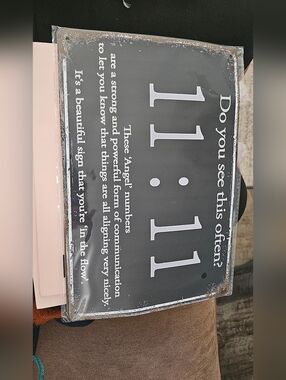 Do you see this often?
11:11
These 'Angel' numbers
are a strong and powerful form of communication
to let you know that things are all aligning very nicely.
It's a beautiful sign that you're 'in the flow'.